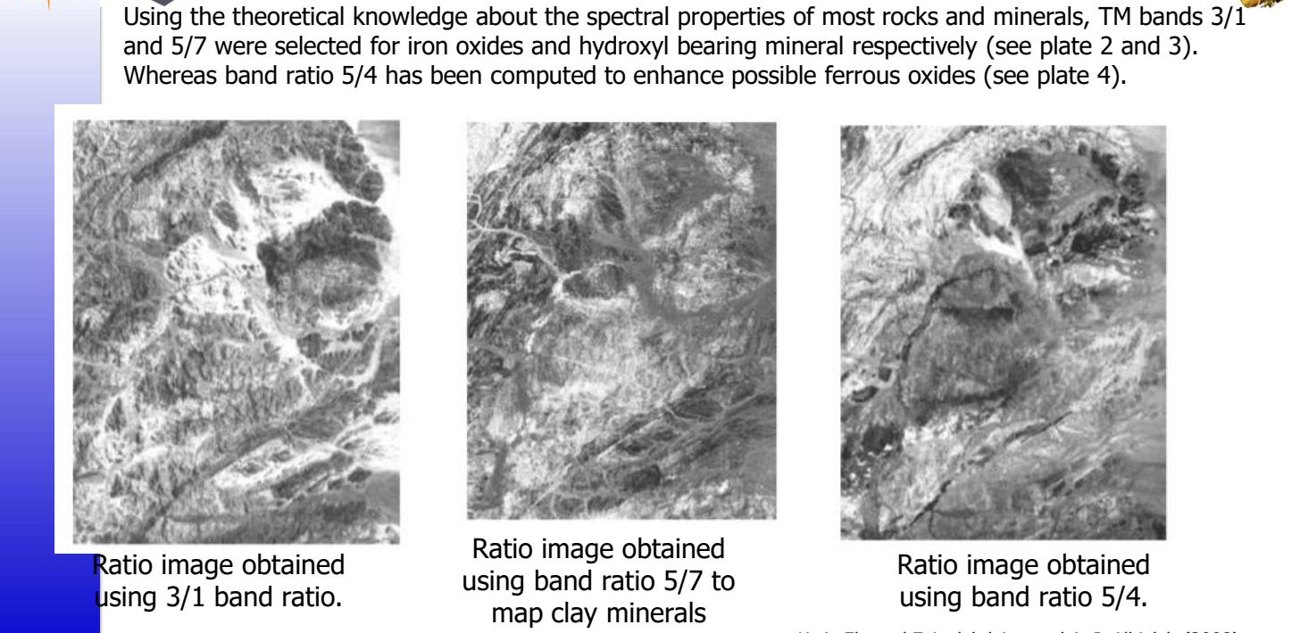 Using the theoretical knowledge about the spectral properties of most rocks and minerals, TM bands 3/1
and 5/7 were selected for iron oxides and hydroxyl bearing mineral respectively (see plate 2 and 3).
Whereas band ratio 5/4 has been computed to enhance possible ferrous oxides (see plate 4).
Ratio image obtained
using 3/1 band ratio.
Ratio image obtained
using band ratio 5/7 to
map clay minerals
Ratio image obtained
using band ratio 5/4.